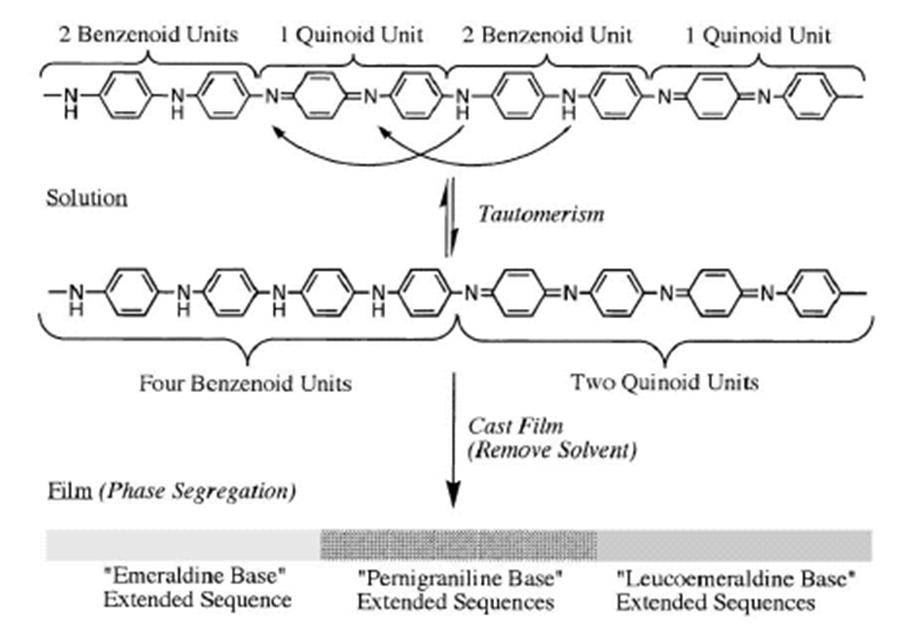 2 Benzenoid Units 1 Quinoid Unit 2 Benzenoid Unit 1 Quinoid Unit
N H N H N N N H N H N N
Solution
Tautomerism
N H N H N H N H N N N N
Four Benzenoid Units Two Quinoid Units
Cast Film
(Remove Solvent)
Film (Phase Segregation)
"Emeraldine Base" "Pernigraniline Base" "Leucoemeraldine Base"
Extended Sequence Extended Sequences Extended Sequences